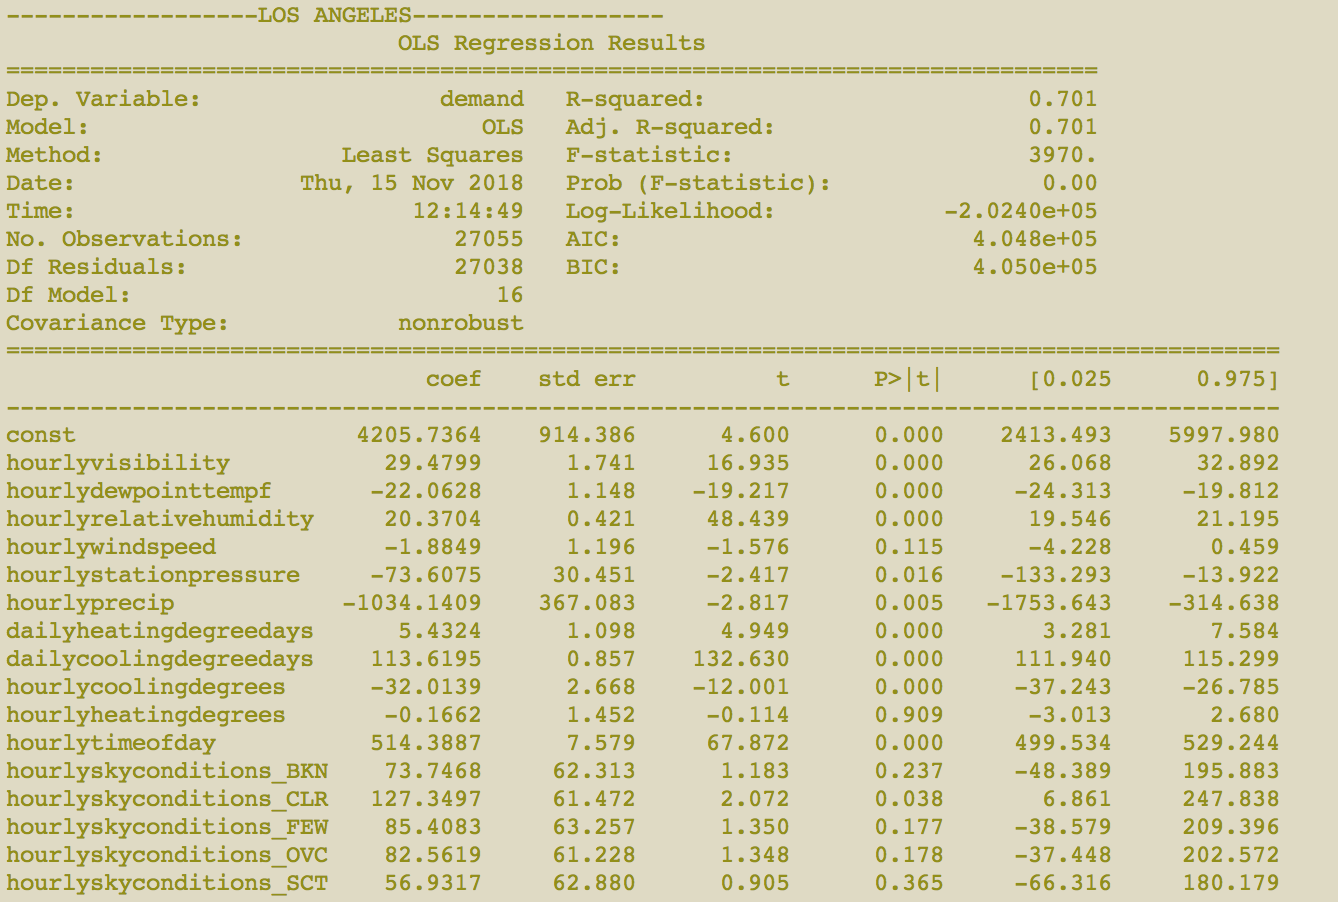 ------------------LOS ANGELES------------------
OLS Regression Results
==============================================================================
Dep. Variable: demand R-squared: 0.701
Model: OLS Adj. R-squared: 0.701
Method: Least Squares F-statistic: 3970.
Date: Thu, 15 Nov 2018 Prob (F-statistic): 0.00
Time: 12:14:49 Log-Likelihood: -2.0240e+05
No. Observations: 27055 AIC: 4.048e+05
Df Residuals: 27038 BIC: 4.050e+05
Df Model: 16
Covariance Type: nonrobust
===========================================================================================
coef std err t P>|t| [0.025 0.975]
-------------------------------------------------------------------------------------------
const 4205.7364 914.386 4.600 0.000 2413.493 5997.980
hourlyvisibility 29.4799 1.741 16.935 0.000 26.068 32.892
hourlydewpointtempf -22.0628 1.148 -19.217 0.000 -24.313 -19.812
hourlyrelativehumidity 20.3704 0.421 48.439 0.000 19.546 21.195
hourlywindspeed -1.8849 1.196 -1.576 0.115 -4.228 0.459
hourlystationpressure -73.6075 30.451 -2.417 0.016 -133.293 -13.922
hourlyprecip -1034.1409 367.083 -2.817 0.005 -1753.643 -314.638
dailyheatingdegreedays 5.4324 1.098 4.949 0.000 3.281 7.584
dailycoolingdegreedays 113.6195 0.857 132.630 0.000 111.940 115.299
hourlycoolingdegrees -32.0139 2.668 -12.001 0.000 -37.243 -26.785
hourlyheatingdegrees -0.1662 1.452 -0.114 0.909 -3.013 2.680
hourlytimeofday 514.3887 7.579 67.872 0.000 499.534 529.244
hourlyskyconditions_BKN 73.7468 62.313 1.183 0.237 -48.389 195.883
hourlyskyconditions_CLR 127.3497 61.472 2.072 0.038 6.861 247.838
hourlyskyconditions_FEW 85.4083 63.257 1.350 0.177 -38.579 209.396
hourlyskyconditions_OVC 82.5619 61.228 1.348 0.178 -37.448 202.572
hourlyskyconditions_SCT 56.9317 62.880 0.905 0.365 -66.316 180.179